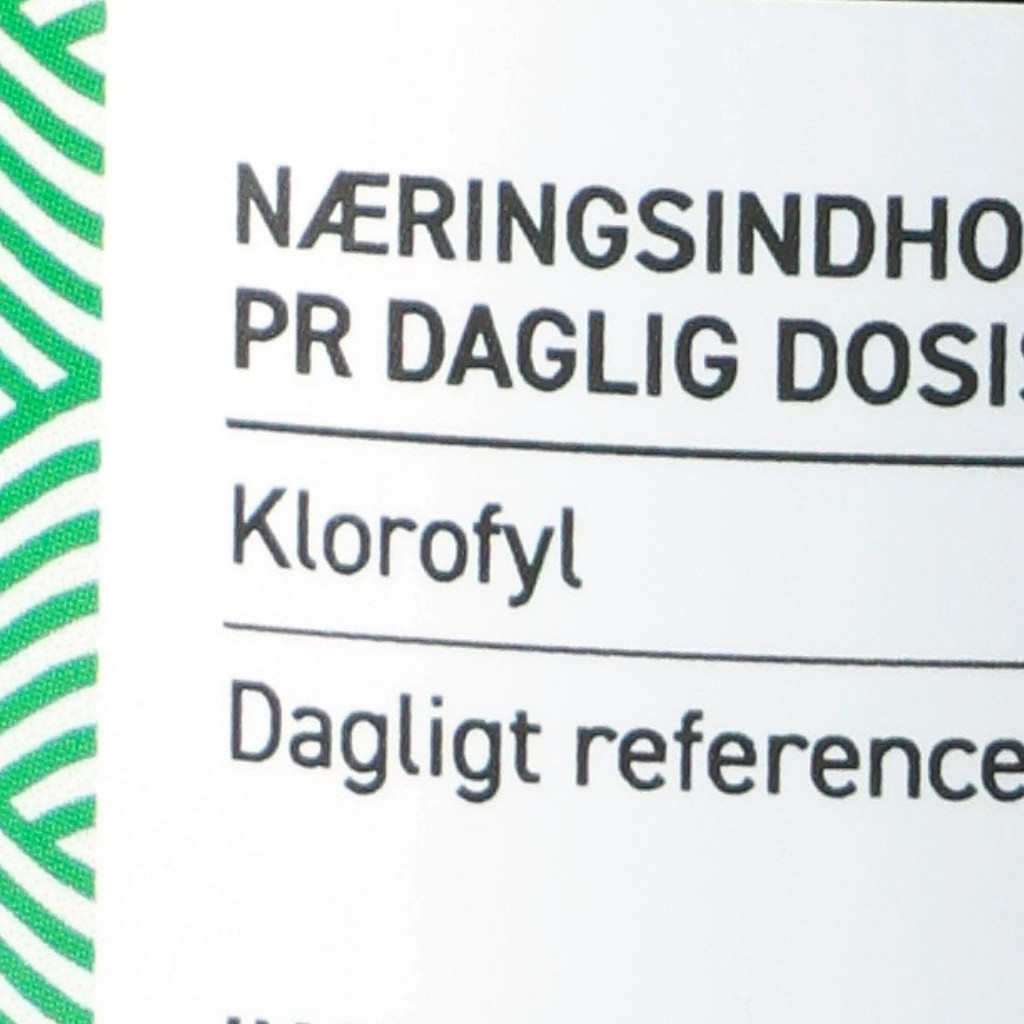 NÆRINGSINDHO
PR DAGLIG DOSIS
Klorofyl
Dagligt reference